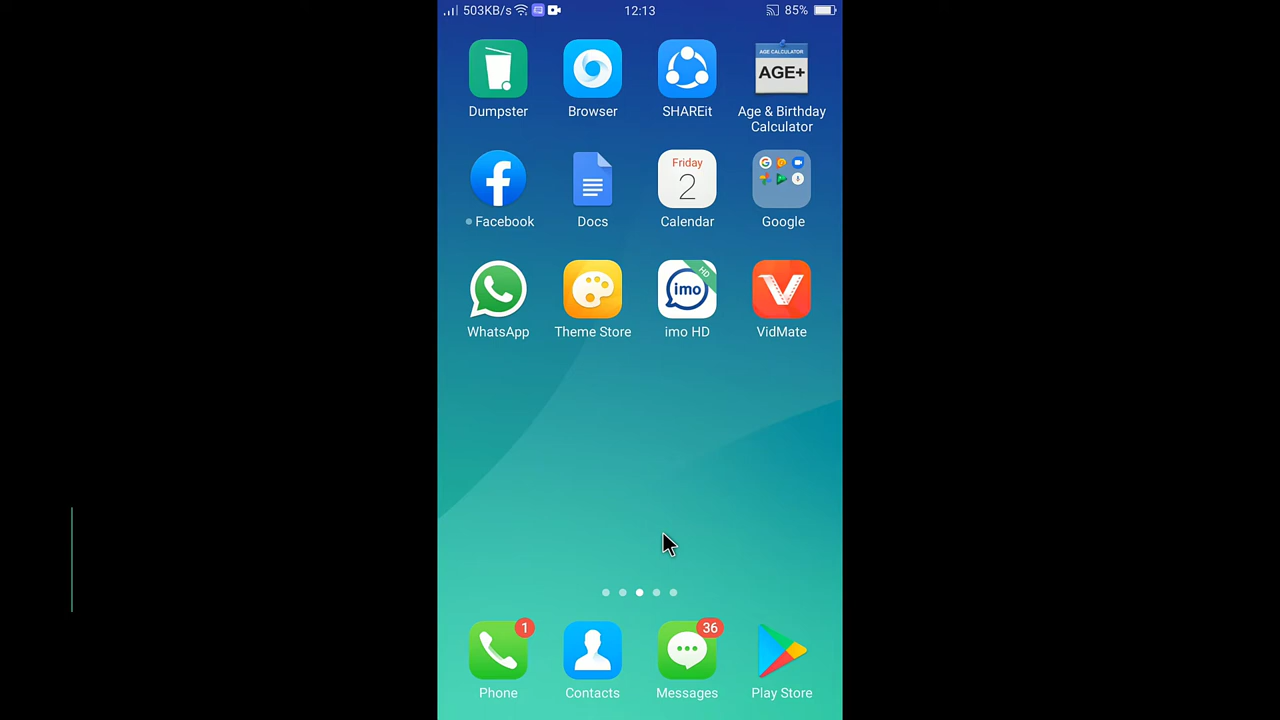 503KB/s 12:13 85%
AGE CALCULATOR
AGE+
Dumpster Browser SHAREit Age & Birthday
Calculator
Friday
2
Facebook Docs Calendar Google
HD
imo
WhatsApp Theme Store imo HD VidMate
1 36
Phone Contacts Messages Play Store